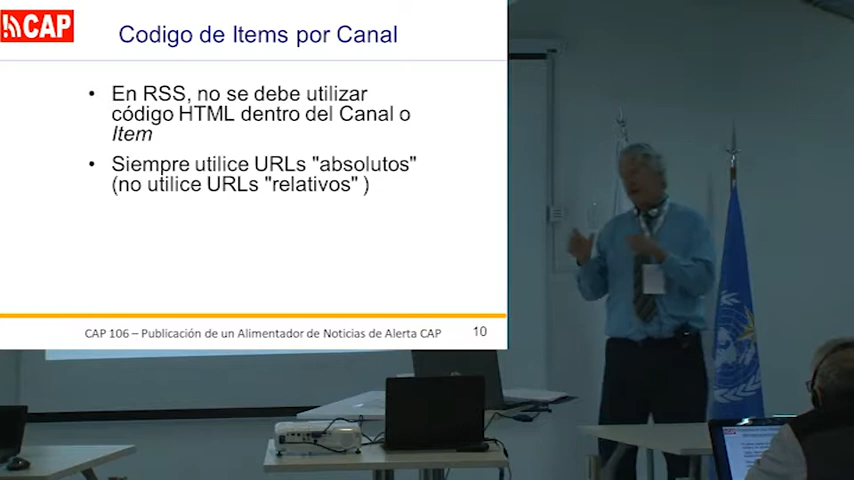 CAP
Codigo de Items por Canal
• En RSS, no se debe utilizar
código HTML dentro del Canal o
Item
• Siempre utilice URLs "absolutos"
(no utilice URLs "relativos" )
CAP 106 – Publicación de un Alimentador de Noticias de Alerta CAP 10